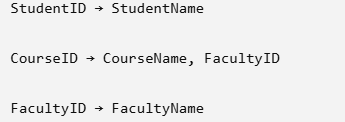 StudentID → StudentName
CourseID → CourseName, FacultyID
FacultyID → FacultyName